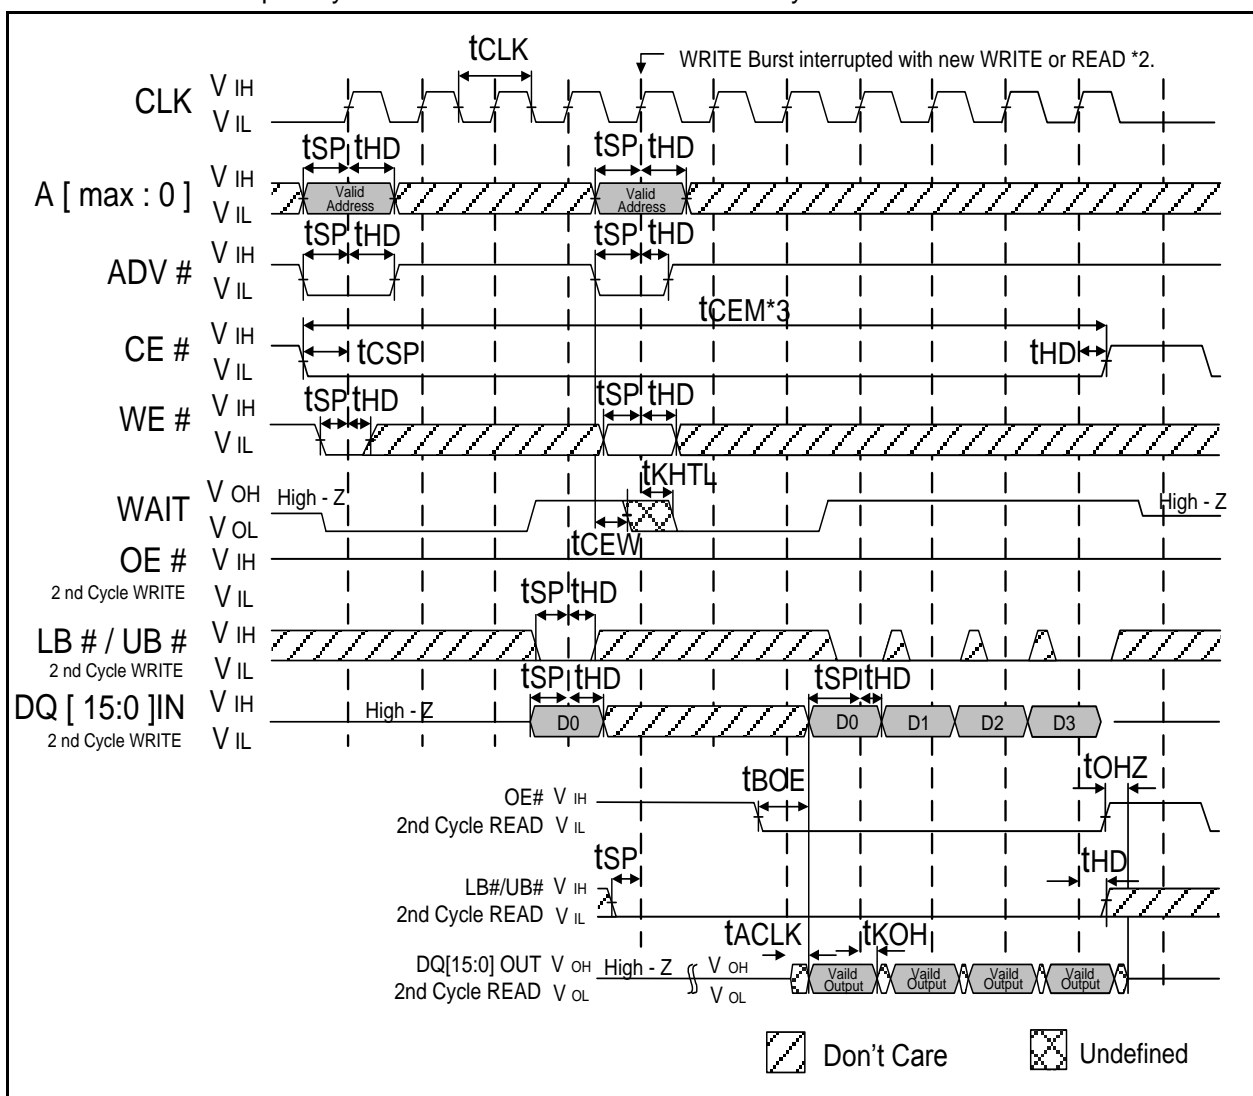 tCLK
WRITE Burst interrupted with new WRITE or READ *2.
CLK
V IH
V IL
tSP tHD
tSP tHD
A [ max : 0 ]
V IH
V IL
Valid Address
Valid Address
tSP tHD
tSP tHD
ADV #
V IH
V IL
tCEM*3
CE #
V IH
V IL
tCSP
tHD
tSP tHD
tSP tHD
WE #
V IH
V IL
tKHTL
WAIT
V OH
V OL
High - Z
High - Z
tCEW
OE #
2 nd Cycle WRITE
V IH
V IL
tSP tHD
LB # / UB #
2 nd Cycle WRITE
V IH
V IL
tSP tHD
tSP tHD
DQ [ 15:0 ]IN
2 nd Cycle WRITE
V IH
V IL
High - Z
D0
D0
D1
D2
D3
tBOE
tOHZ
OE# V IH
2nd Cycle READ V IL
tSP
tHD
LB#/UB# V IH
2nd Cycle READ V IL
tACLK
tKOH
DQ[15:0] OUT V OH
2nd Cycle READ V OL
High - Z
V OH
V OL
Vaild Output
Vaild Output
Vaild Output
Vaild Output
Don't Care
Undefined